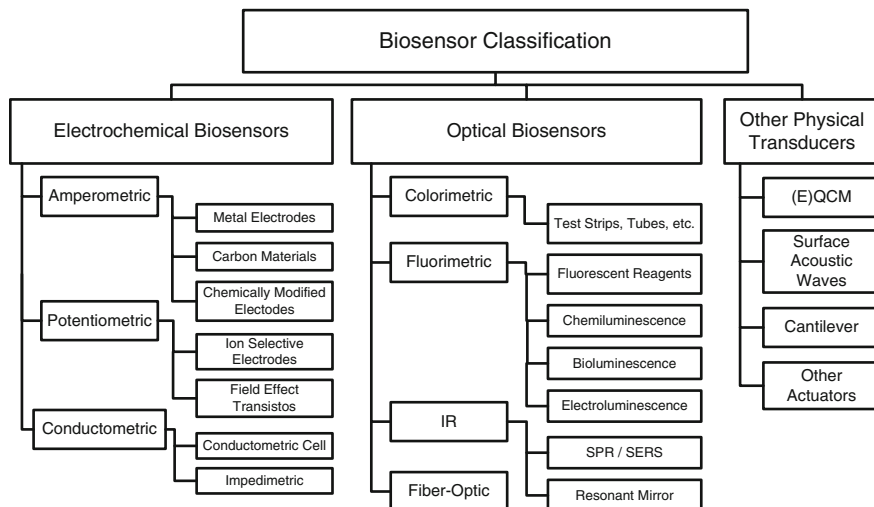 Biosensor Classification
Electrochemical Biosensors
Amperometric
Metal Electrodes
Carbon Materials
Chemically Modified
Electodes
Potentiometric
Ion Selective
Electrodes
Field Effect
Transistos
Conductometric
Conductometric Cell
Impedimetric
Optical Biosensors
Colorimetric
Test Strips, Tubes, etc.
Fluorimetric
Fluorescent Reagents
Chemiluminescence
Bioluminescence
Electroluminescence
IR
SPR / SERS
Resonant Mirror
Fiber-Optic
Other Physical
Transducers
(E)QCM
Surface
Acoustic
Waves
Cantilever
Other
Actuators